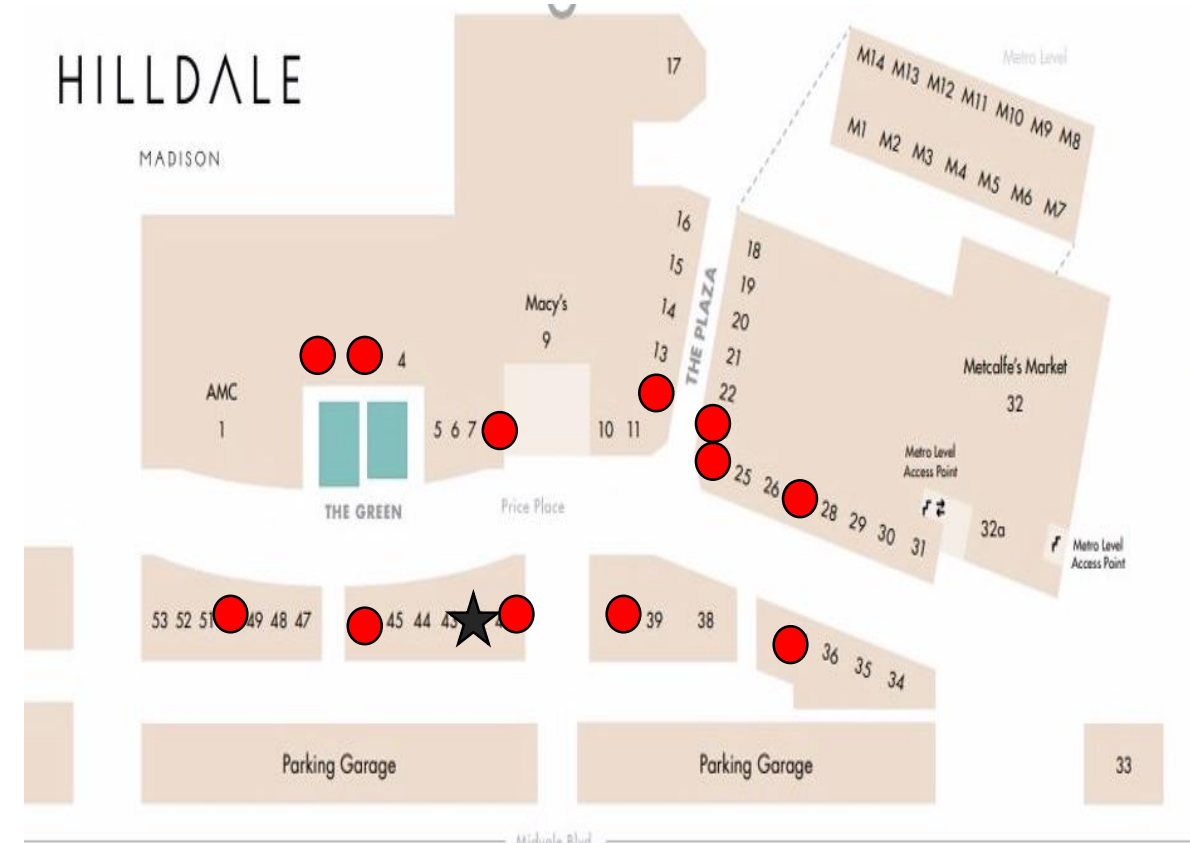 HILLDALE
MADISON
17
Metro Level
M14 M13 M12 M11 M10 M9 M8
M1 M2 M3 M4 M5 M6 M7
16
15
14
13
THE PLAZA
18
19
20
21
22
Macy's
9
4
AMC
1
5 6 7
10 11
Metcalfe's Market
32
Metro Level
Access Point
25 26 28 29 30 31
32a
Metro Level
Access Point
THE GREEN
Price Place
53 52 51 49 48 47
45 44 43
39 38
36 35 34
Parking Garage
Parking Garage
33
Midvale Blvd